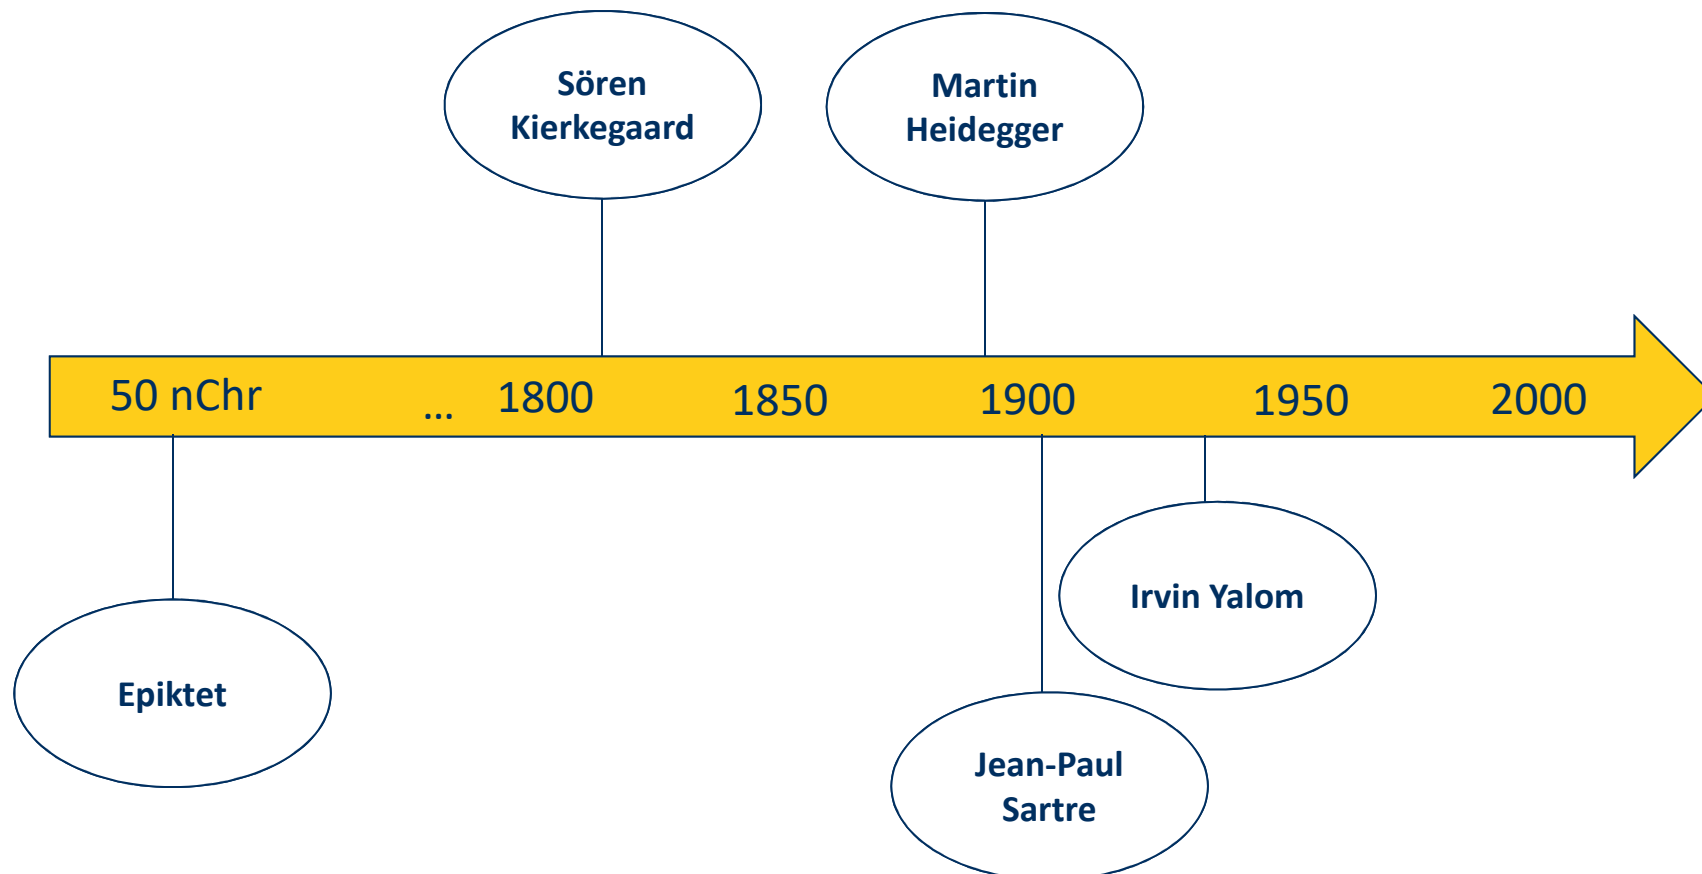 Sören
Kierkegaard
Martin
Heidegger
50 nChr ... 1800 1850 1900 1950 2000
Irvin Yalom
Epiktet
Jean-Paul
Sartre